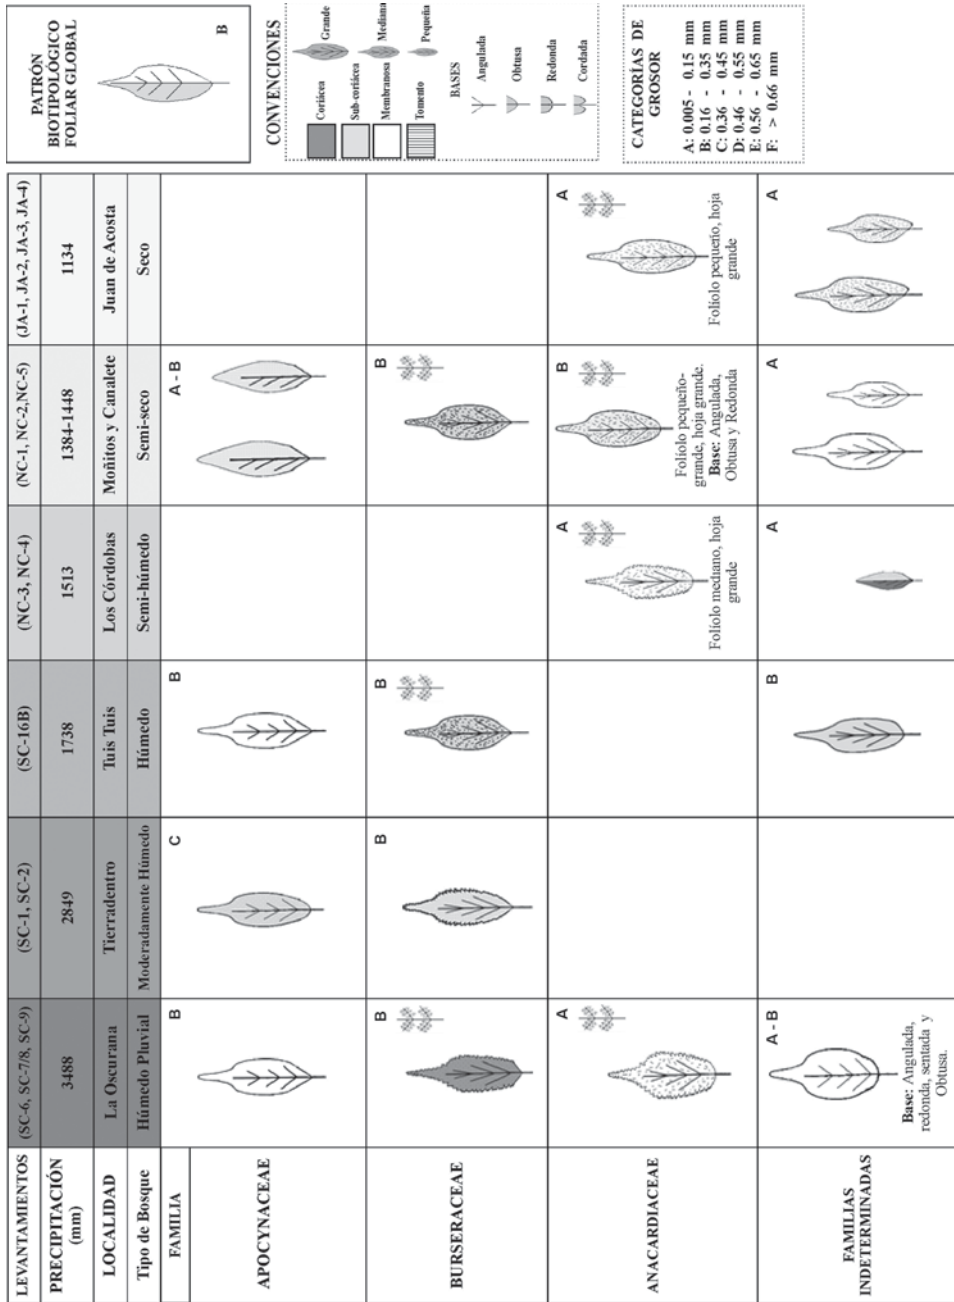 LEVANTAMIENTOS
(SC-6, SC-7/8, SC-9)
(SC-1, SC-2)
(SC-16B)
(NC-3, NC-4)
(NC-1, NC-2,NC-5)
(JA-1, JA-2, JA-3, JA-4)
PRECIPITACIÓN
(mm)
3488
2849
1738
1513
1384-1448
1134
LOCALIDAD
La Oscurana
Tierradentro
Tuis Tuis
Los Córdobas
Moñitos y Canalete
Juan de Acosta
Tipo de Bosque
Húmedo Pluvial
Moderadamente Húmedo
Húmedo
Semi-húmedo
Semi-seco
Seco
FAMILIA
APOCYNACEAE
B
C
B
A - B
BURSERACEAE
B
B
B
B
ANACARDIACEAE
A
A
Folíolo mediano, hoja
grande
B
Folíolo pequeño-
grande, hoja grande.
Base: Angulada,
Obtusa y Redonda
A
Folíolo pequeño, hoja
grande
FAMILIAS
INDETERMINADAS
A - B
Base: Angulada,
redonda, sentada y
Obtusa.
B
A
A
A
PATRÓN
BIOTIPOLÓGICO
FOLIAR GLOBAL
B
CONVENCIONES
Coriácea
Sub-coriácea
Membranosa
Tomento
Grande
Mediana
Pequeña
BASES
Angulada
Obtusa
Redonda
Cordada
CATEGORÍAS DE
GROSOR
A: 0.005 - 0.15 mm
B: 0.16 - 0.35 mm
C: 0.36 - 0.45 mm
D: 0.46 - 0.55 mm
E: 0.56 - 0.65 mm
F: > 0.66 mm